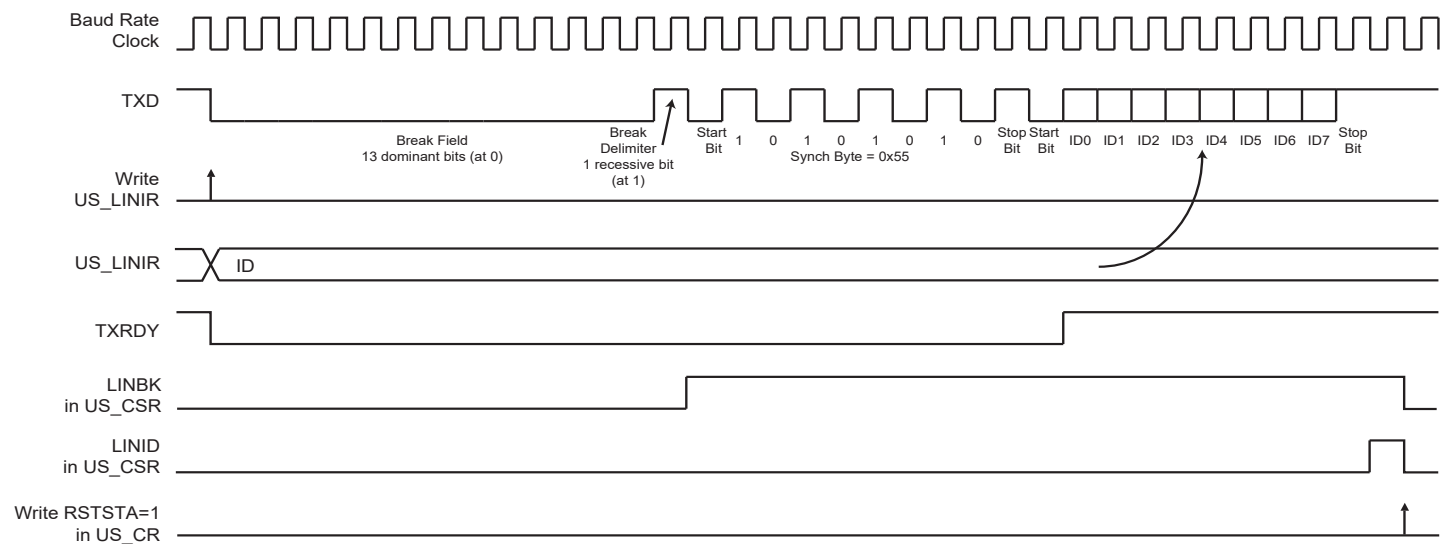 Baud Rate
Clock
TXD
Break Field
13 dominant bits (at 0)
Break
Delimiter
1 recessive bit
(at 1)
Start
Bit
1 0 1 0 1 0 1 0
Synch Byte = 0x55
Stop
Bit
Start
Bit
ID0 ID1 ID2 ID3 ID4 ID5 ID6 ID7
Stop
Bit
Write
US_LINIR
US_LINIR
ID
TXRDY
LINBK
in US_CSR
LINID
in US_CSR
Write RSTSTA=1
in US_CR